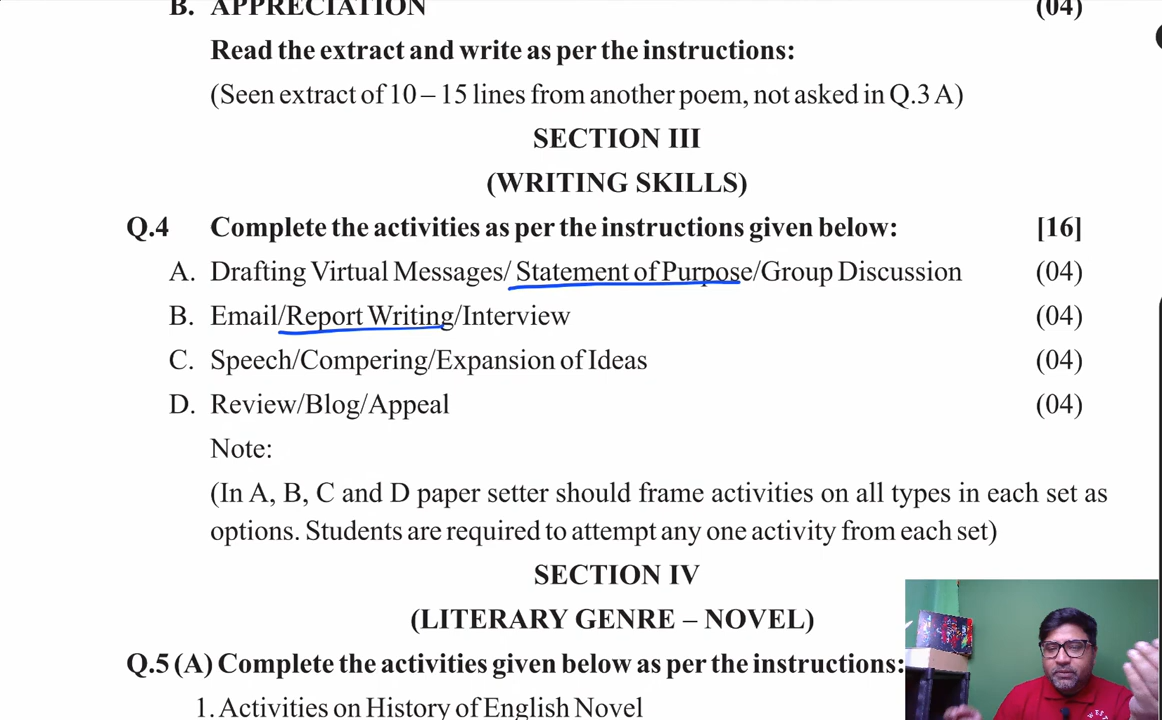 B. APPRECIATION (04)
Read the extract and write as per the instructions:
(Seen extract of 10 – 15 lines from another poem, not asked in Q.3 A)
SECTION III
(WRITING SKILLS)
Q.4 Complete the activities as per the instructions given below: [16]
A. Drafting Virtual Messages/ Statement of Purpose/Group Discussion (04)
B. Email/Report Writing/Interview (04)
C. Speech/Compering/Expansion of Ideas (04)
D. Review/Blog/Appeal (04)
Note:
(In A, B, C and D paper setter should frame activities on all types in each set as
options. Students are required to attempt any one activity from each set)
SECTION IV
(LITERARY GENRE – NOVEL)
Q.5 (A) Complete the activities given below as per the instructions:
1. Activities on History of English Novel